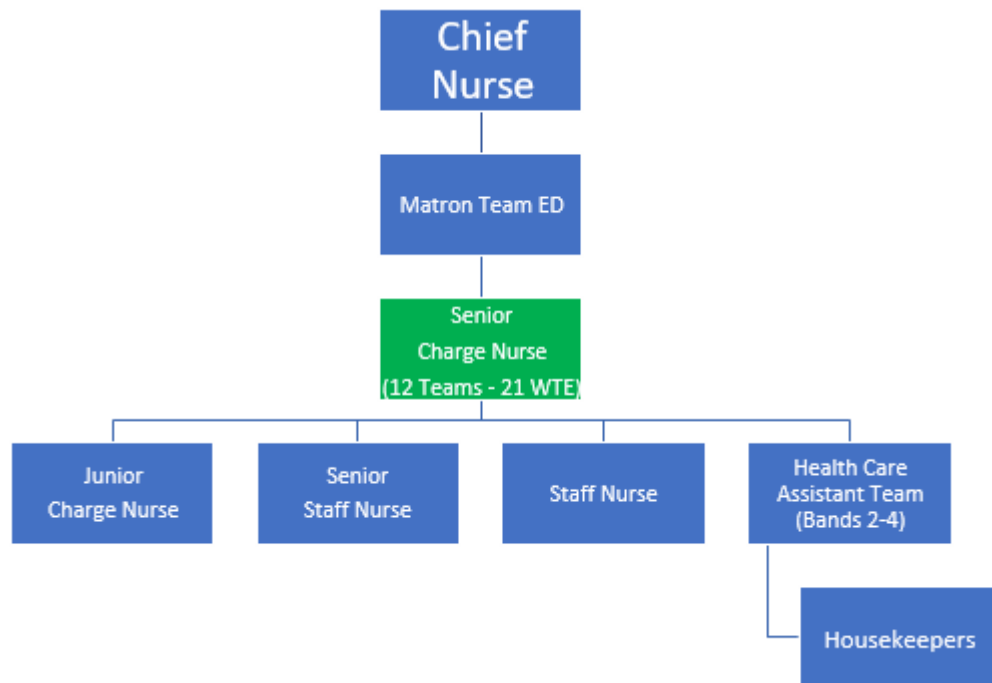 Chief
Nurse
Matron Team ED
Senior
Charge Nurse
(12 Teams - 21 WTE)
Junior
Charge Nurse
Senior
Staff Nurse
Staff Nurse
Health Care
Assistant Team
(Bands 2-4)
Housekeepers